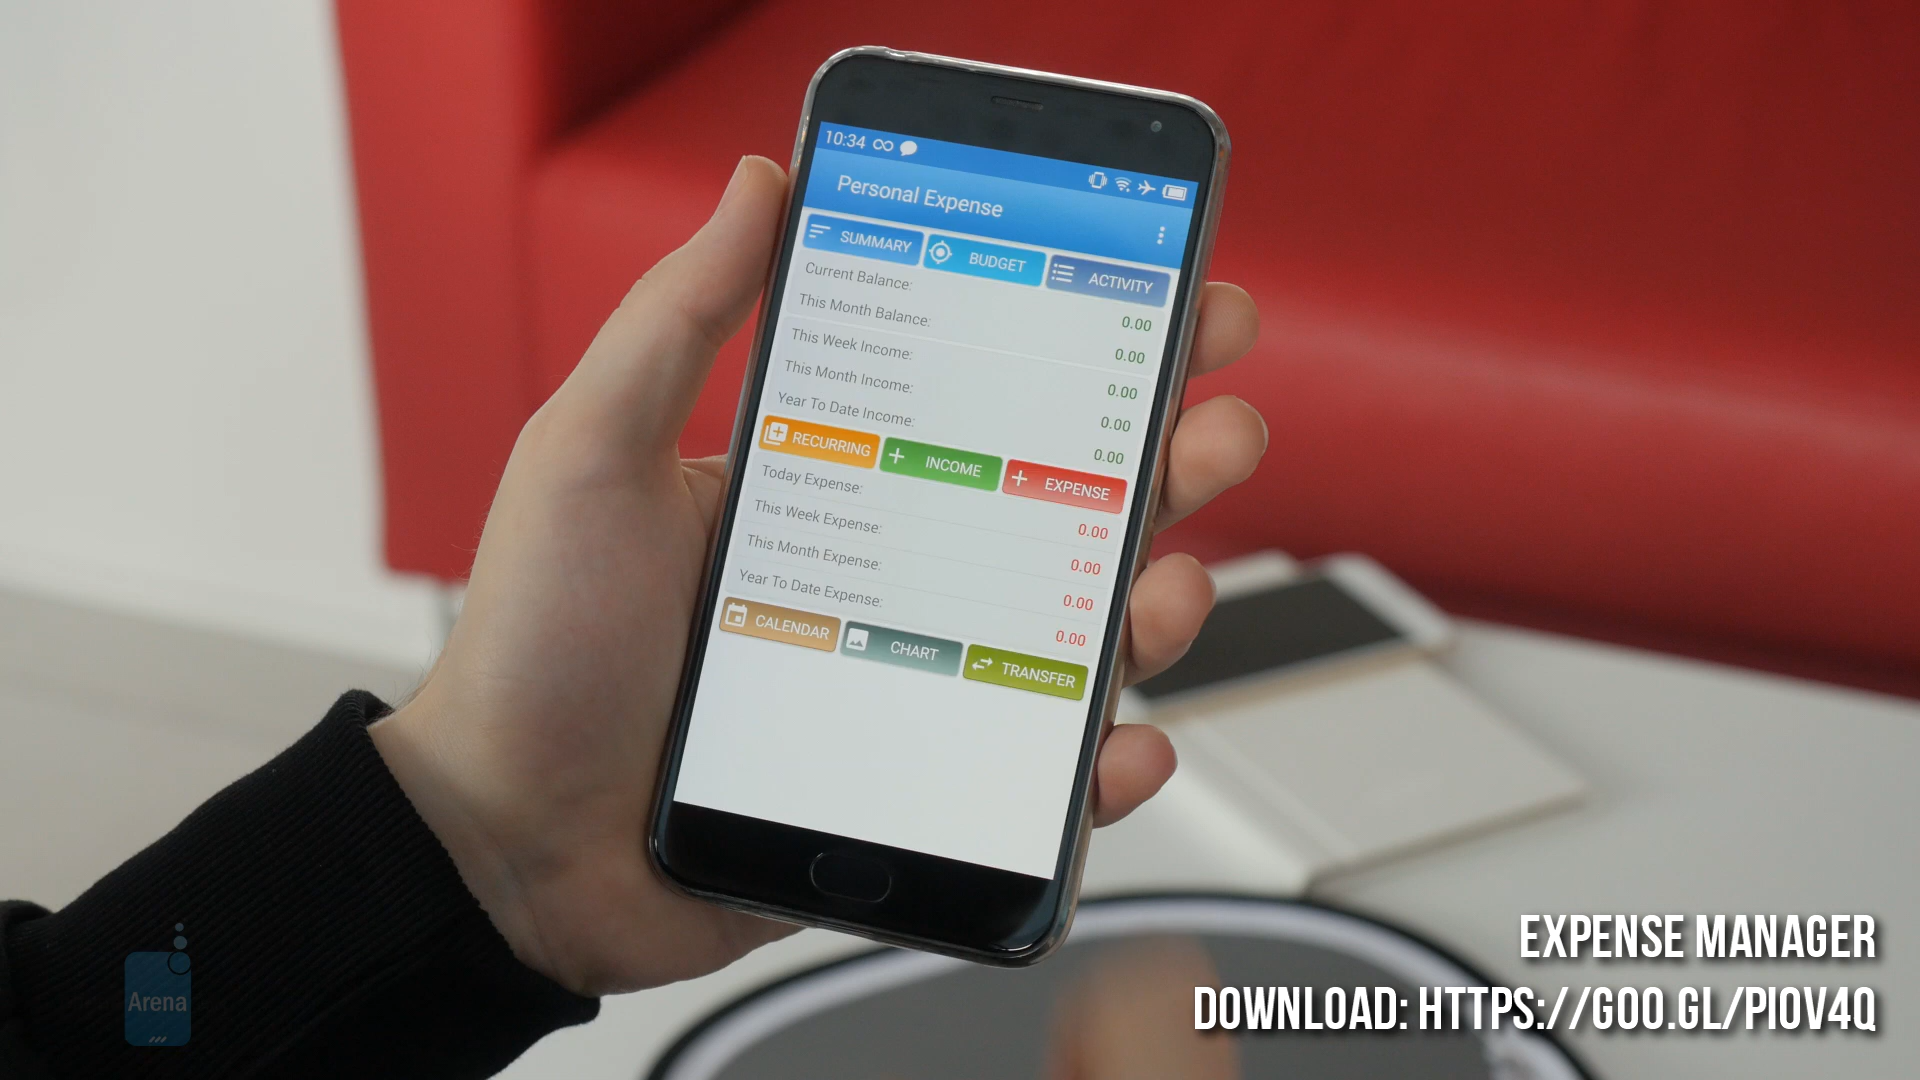 10:34
Personal Expense
SUMMARY BUDGET ACTIVITY
Current Balance: 0.00
This Month Balance: 0.00
This Week Income: 0.00
This Month Income: 0.00
Year To Date Income: 0.00
RECURRING + INCOME + EXPENSE
Today Expense: 0.00
This Week Expense: 0.00
This Month Expense: 0.00
Year To Date Expense: 0.00
CALENDAR CHART TRANSFER
EXPENSE MANAGER
DOWNLOAD: HTTPS://GOO.GL/PIOV4Q
Arena